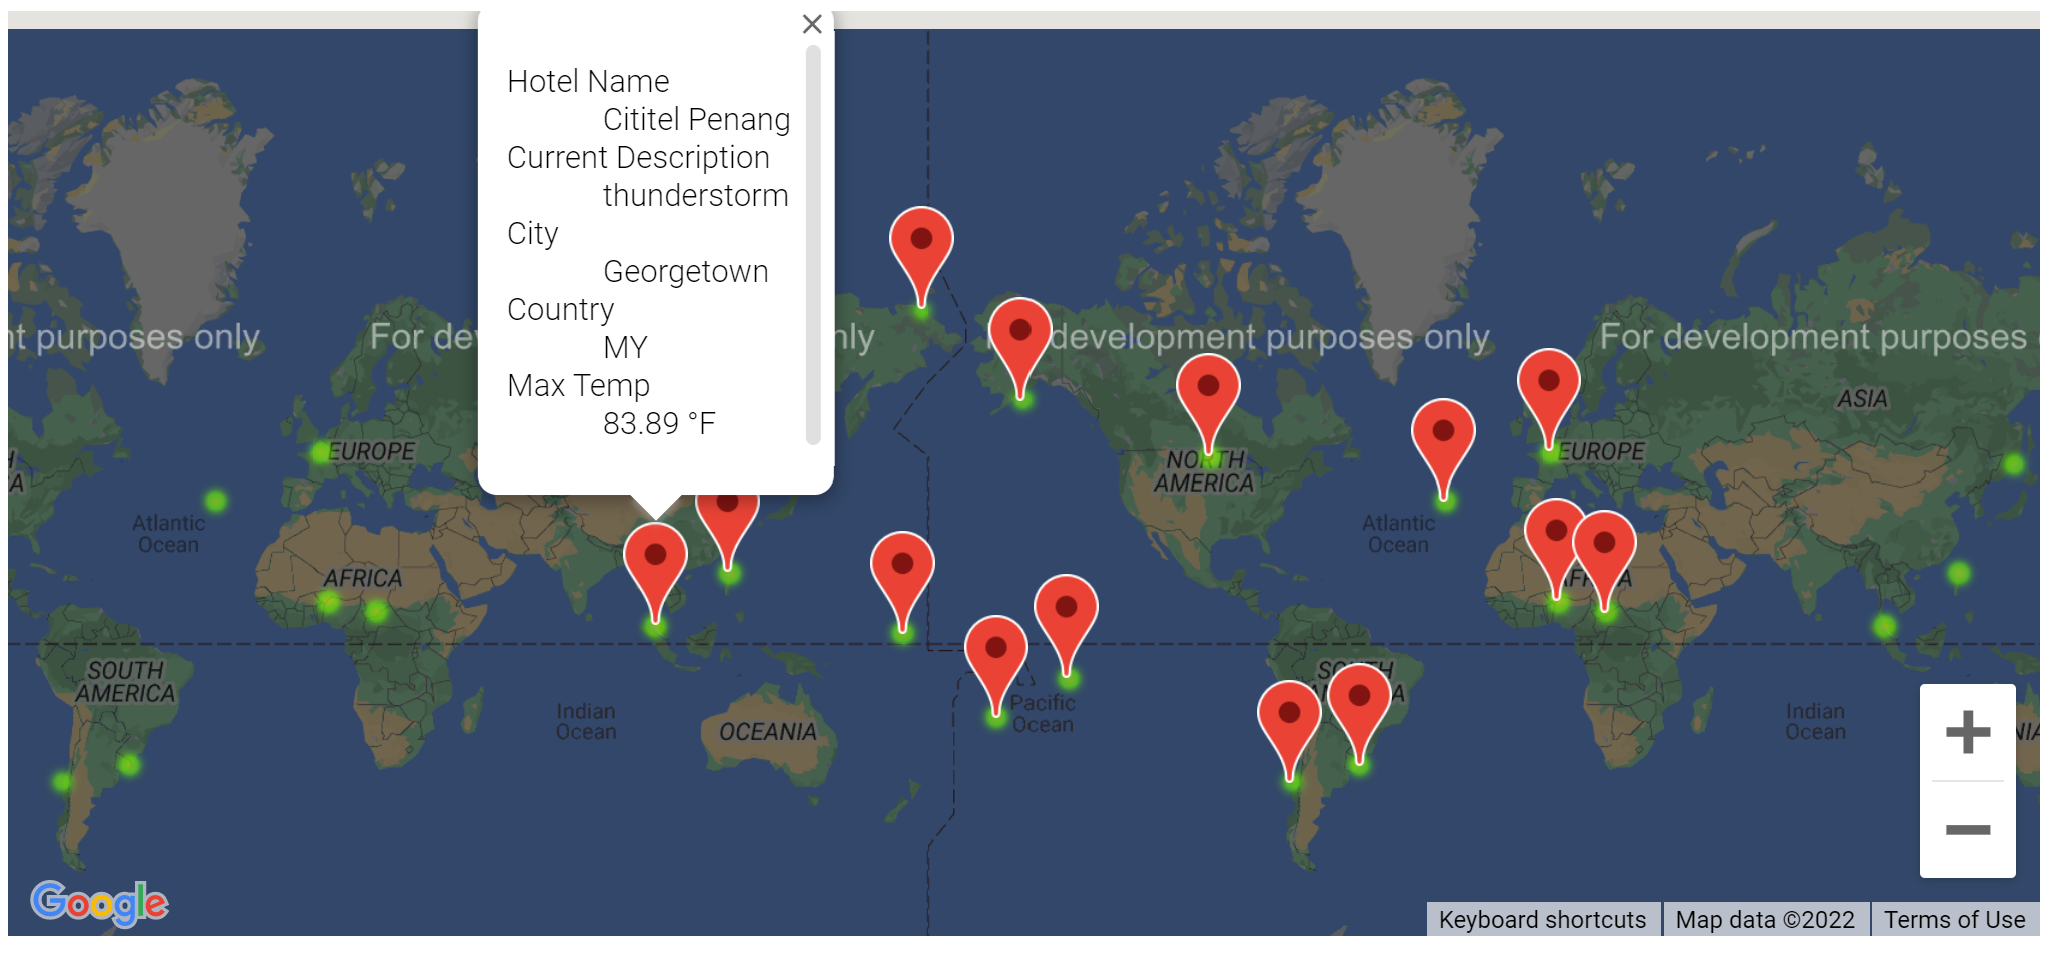 Hotel Name
Cititel Penang
Current Description
thunderstorm
City
Georgetown
Country
MY
Max Temp
83.89 °F
nt purposes only
For dev
nly
development purposes only
For development purposes
ASIA
EUROPE
EUROPE
H
A
NORTH
AMERICA
Atlantic
Ocean
Atlantic
Ocean
AFRICA
AFRICA
SOUTH
AMERICA
SOUTH
AMERICA
Indian
Ocean
OCEANIA
Pacific
Ocean
Indian
Ocean
NIA
Google
Keyboard shortcuts
Map data ©2022
Terms of Use